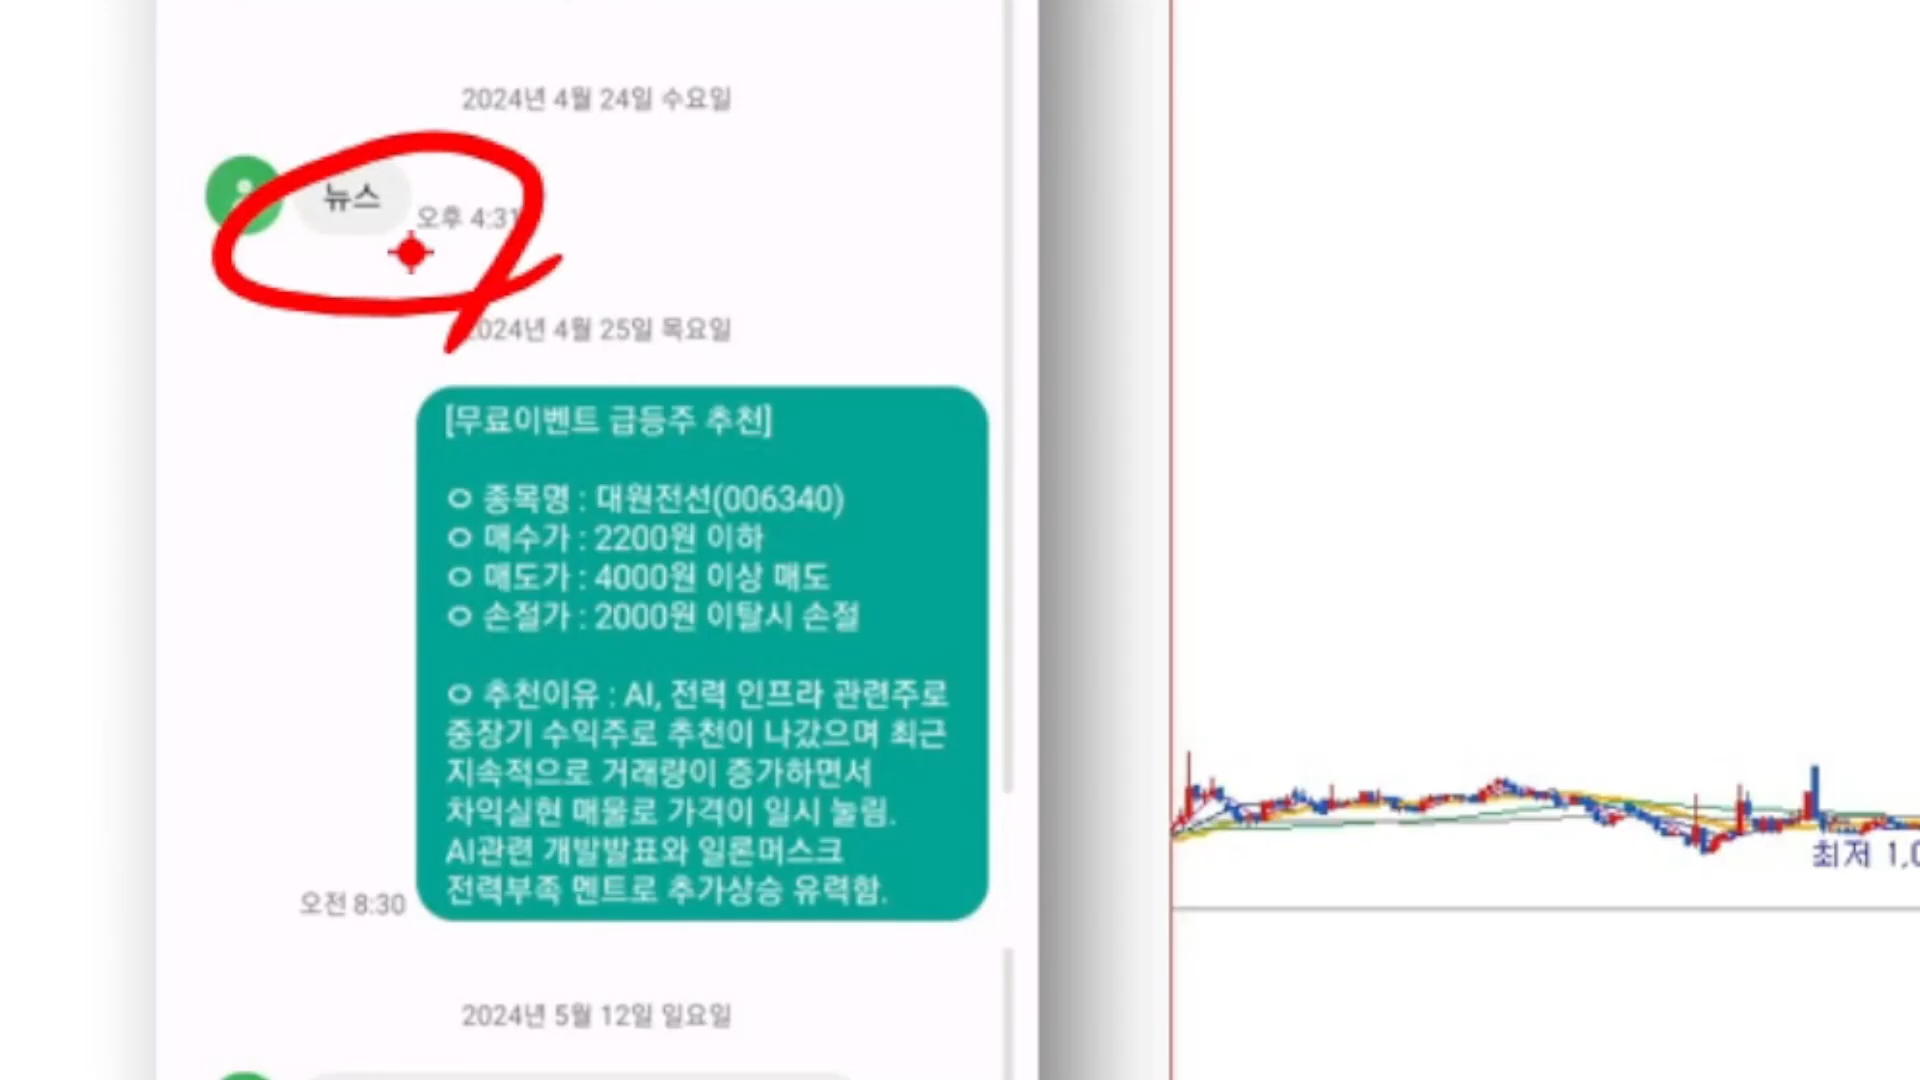 2024년 4월 24일 수요일
뉴스
오후 4:31
2024년 4월 25일 목요일
[무료이벤트 급등주 추천]
ㅇ 종목명 : 대원전선(006340)
ㅇ 매수가 : 2200원 이하
ㅇ 매도가 : 4000원 이상 매도
ㅇ 손절가 : 2000원 이탈시 손절
ㅇ 추천이유 : AI, 전력 인프라 관련주로
중장기 수익주로 추천이 나갔으며 최근
지속적으로 거래량이 증가하면서
차익실현 매물로 가격이 일시 눌림.
AI관련 개발발표와 일론머스크
전력부족 멘트로 추가상승 유력함.
오전 8:30
최저 1,0
2024년 5월 12일 일요일